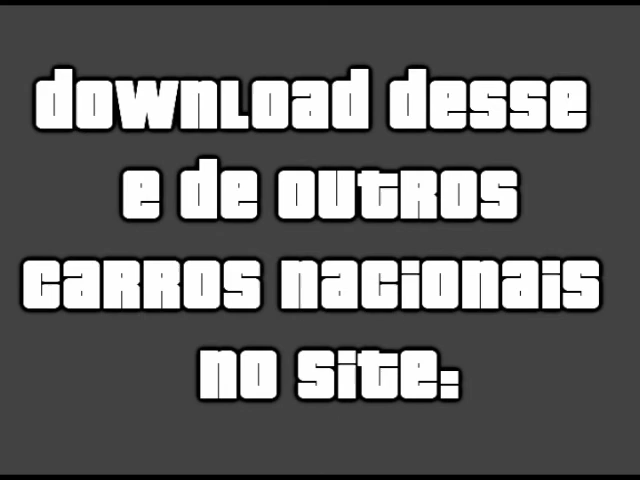 download desse
e de outros
carros nacionais
no site: